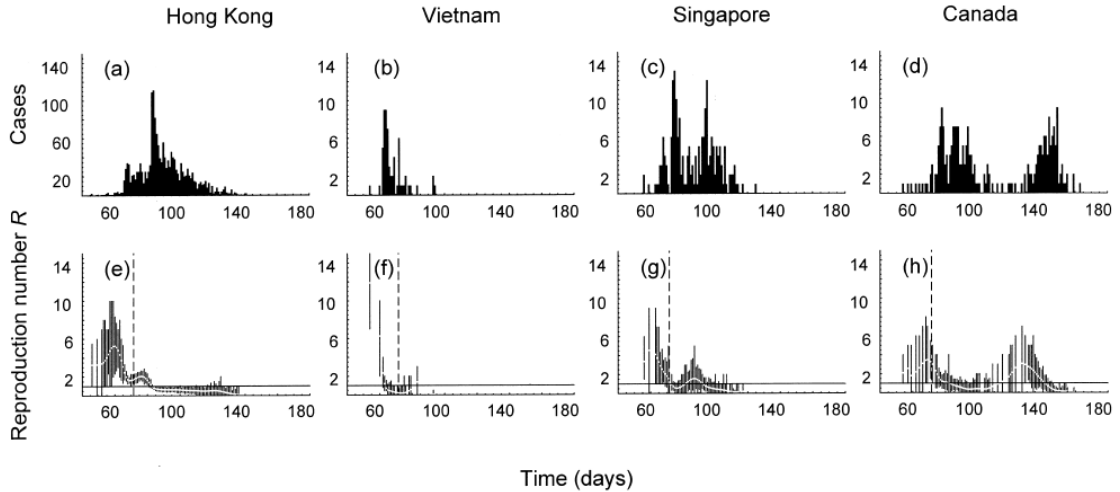 Hong Kong Vietnam Singapore Canada
Cases
140
100
60
20
(a)
60 100 140 180
14
10
6
2
(b)
60 100 140 180
14
10
6
2
(c)
60 100 140 180
14
10
6
2
(d)
60 100 140 180
Reproduction number R
14
10
6
2
(e)
60 100 140 180
14
10
6
2
(f)
60 100 140 180
14
10
6
2
(g)
60 100 140 180
14
10
6
2
(h)
60 100 140 180
Time (days)